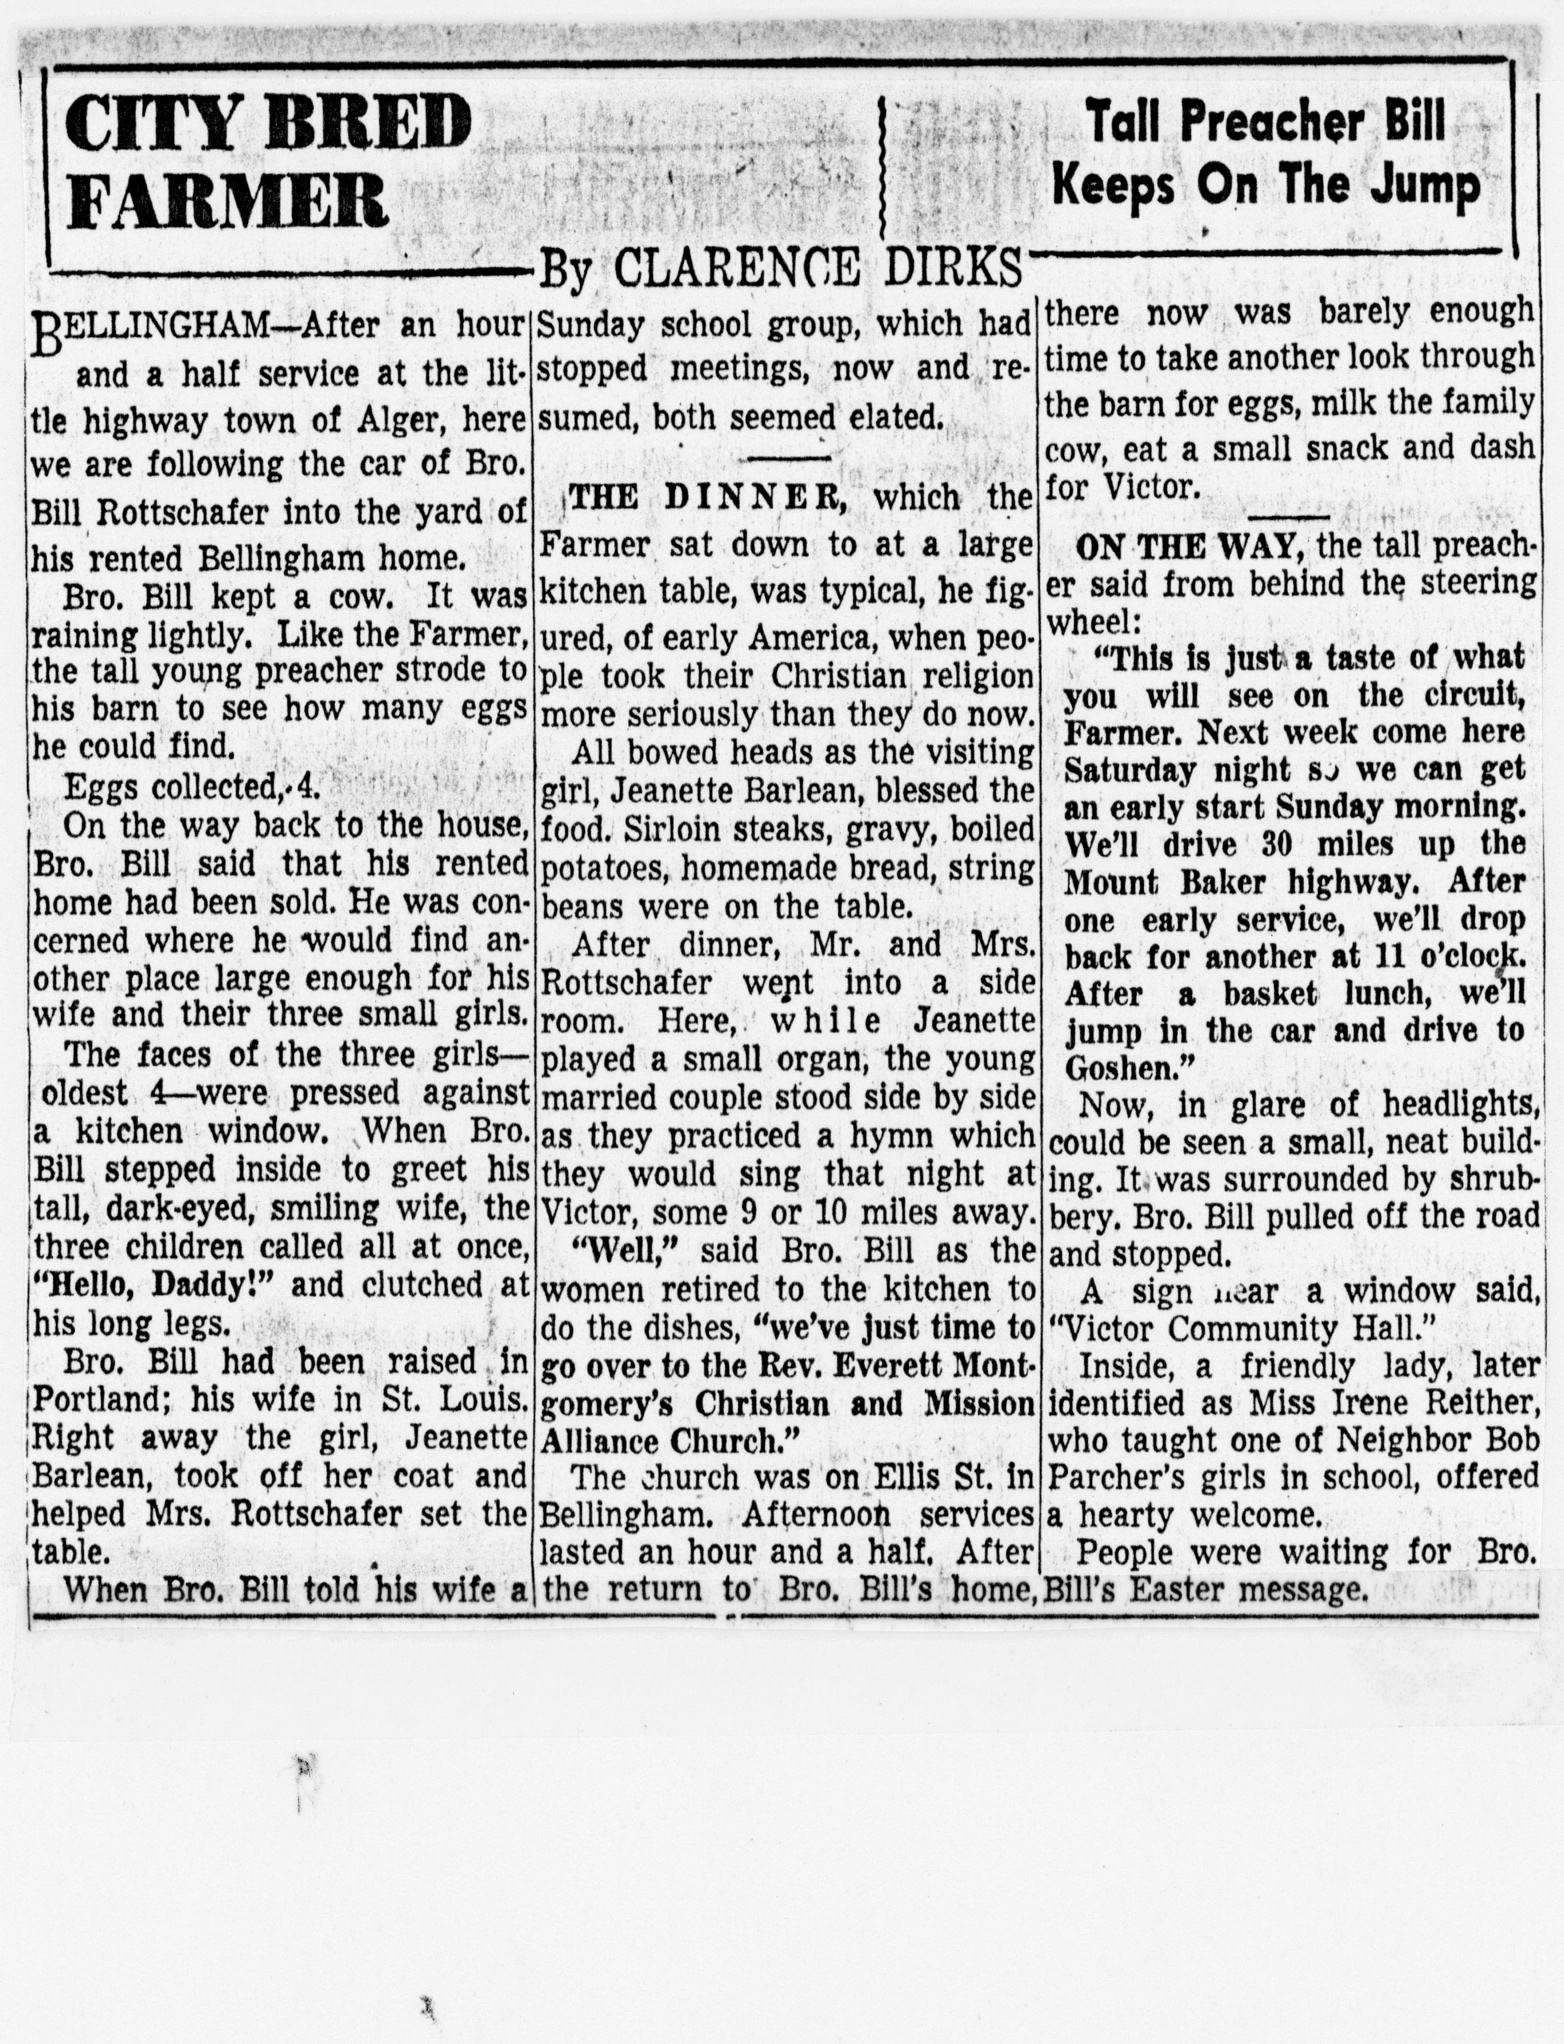 CITY BRED
FARMER
Tall Preacher Bill
Keeps On The Jump
By CLARENCE DIRKS
BELLINGHAM—After an hour
and a half service at the lit-
tle highway town of Alger, here
we are following the car of Bro.
Bill Rottschafer into the yard of
his rented Bellingham home.
Bro. Bill kept a cow. It was
raining lightly. Like the Farmer,
the tall young preacher strode to
his barn to see how many eggs
he could find.
Eggs collected, 4.
On the way back to the house,
Bro. Bill said that his rented
home had been sold. He was con-
cerned where he would find an-
other place large enough for his
wife and their three small girls.
The faces of the three girls—
oldest 4—were pressed against
a kitchen window. When Bro.
Bill stepped inside to greet his
tall, dark-eyed, smiling wife, the
three children called all at once,
"Hello, Daddy!" and clutched at
his long legs.
Bro. Bill had been raised in
Portland; his wife in St. Louis.
Right away the girl, Jeanette
Barlean, took off her coat and
helped Mrs. Rottschafer set the
table.
When Bro. Bill told his wife a
Sunday school group, which had
stopped meetings, now and re-
sumed, both seemed elated.
THE DINNER, which the
Farmer sat down to at a large
kitchen table, was typical, he fig-
ured, of early America, when peo-
ple took their Christian religion
more seriously than they do now.
All bowed heads as the visiting
girl, Jeanette Barlean, blessed the
food. Sirloin steaks, gravy, boiled
potatoes, homemade bread, string
beans were on the table.
After dinner, Mr. and Mrs.
Rottschafer went into a side
room. Here, while Jeanette
played a small organ, the young
married couple stood side by side
as they practiced a hymn which
they would sing that night at
Victor, some 9 or 10 miles away.
"Well," said Bro. Bill as the
women retired to the kitchen to
do the dishes, "we've just time to
go over to the Rev. Everett Mont-
gomery's Christian and Mission
Alliance Church."
The church was on Ellis St. in
Bellingham. Afternoon services
lasted an hour and a half. After
the return to Bro. Bill's home,
there now was barely enough
time to take another look through
the barn for eggs, milk the family
cow, eat a small snack and dash
for Victor.
ON THE WAY, the tall preach-
er said from behind the steering
wheel:
"This is just a taste of what
you will see on the circuit,
Farmer. Next week come here
Saturday night so we can get
an early start Sunday morning.
We'll drive 30 miles up the
Mount Baker highway. After
one early service, we'll drop
back for another at 11 o'clock.
After a basket lunch, we'll
jump in the car and drive to
Goshen."
Now, in glare of headlights,
could be seen a small, neat build-
ing. It was surrounded by shrub-
bery. Bro. Bill pulled off the road
and stopped.
A sign near a window said,
"Victor Community Hall."
Inside, a friendly lady, later
identified as Miss Irene Reither,
who taught one of Neighbor Bob
Parcher's girls in school, offered
a hearty welcome.
People were waiting for Bro.
Bill's Easter message.